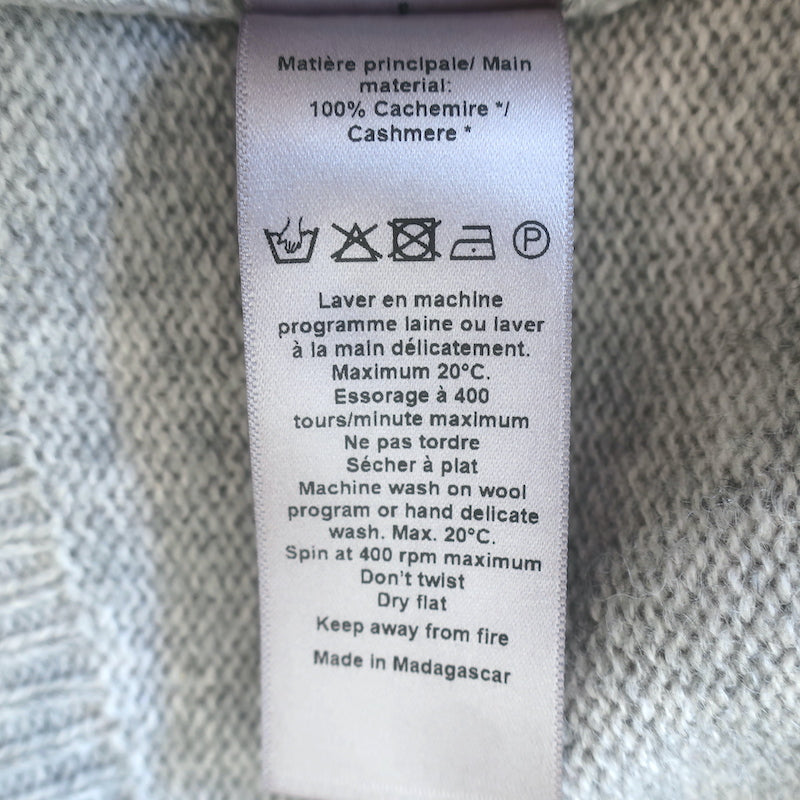 Matière principale/ Main
material:
100% Cachemire */
Cashmere *
P
Laver en machine
programme laine ou laver
à la main délicatement.
Maximum 20°C.
Essorage à 400
tours/minute maximum
Ne pas tordre
Sécher à plat
Machine wash on wool
program or hand delicate
wash. Max. 20°C.
Spin at 400 rpm maximum
Don't twist
Dry flat
Keep away from fire
Made in Madagascar